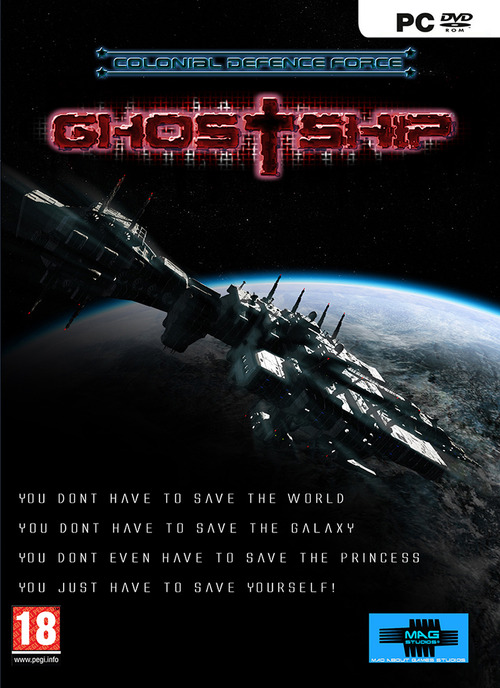 PC DVD
ROM
COLONIAL DEFENCE FORCE
GHOSTSHIP
YOU DONT HAVE TO SAVE THE WORLD
YOU DONT HAVE TO SAVE THE GALAXY
YOU DONT EVEN HAVE TO SAVE THE PRINCESS
YOU JUST HAVE TO SAVE YOURSELF!
18
www.pegi.info
MAG
STUDIOS
MAD ABOUT GAMES STUDIOS